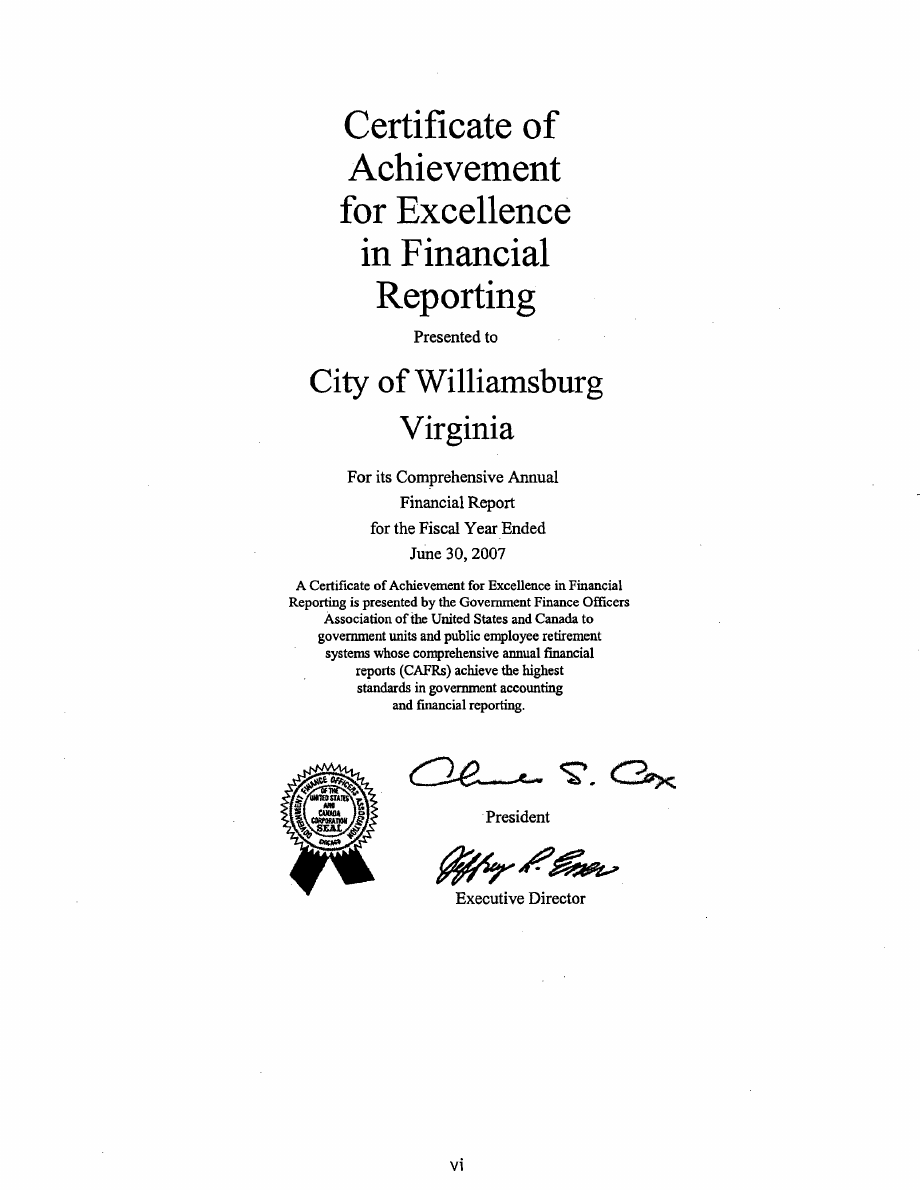 Certificate of
Achievement
for Excellence
in Financial
Reporting
Presented to
City of Williamsburg
Virginia
For its Comprehensive Annual
Financial Report
for the Fiscal Year Ended
June 30, 2007
A Certificate of Achievement for Excellence in Financial
Reporting is presented by the Government Finance Officers
Association of the United States and Canada to
government units and public employee retirement
systems whose comprehensive annual financial
reports (CAFRs) achieve the highest
standards in government accounting
and financial reporting.
GOVERNMENT FINANCE OFFICERS ASSOCIATION
OF THE
UNITED STATES
AND
CANADA
CORPORATION
SEAL
CHICAGO
S. Cox
President
Jeffrey R. Ener
Executive Director
vi